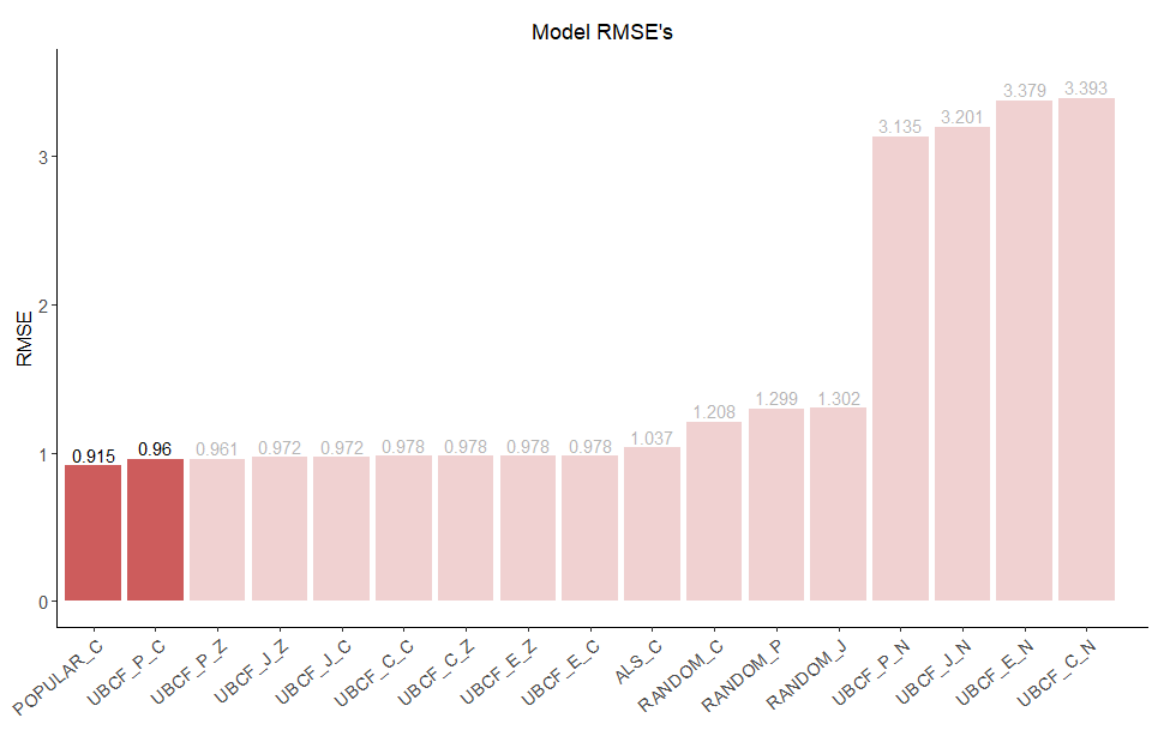 Model RMSE's
RMSE
3
2
1
0
0.915
0.96
0.961
0.972
0.972
0.978
0.978
0.978
0.978
1.037
1.208
1.299
1.302
3.135
3.201
3.379
3.393
POPULAR_C
UBCF_P_C
UBCF_P_Z
UBCF_J_Z
UBCF_J_C
UBCF_C_C
UBCF_C_Z
UBCF_E_Z
UBCF_E_C
ALS_C
RANDOM_C
RANDOM_P
RANDOM_J
UBCF_P_N
UBCF_J_N
UBCF_E_N
UBCF_C_N